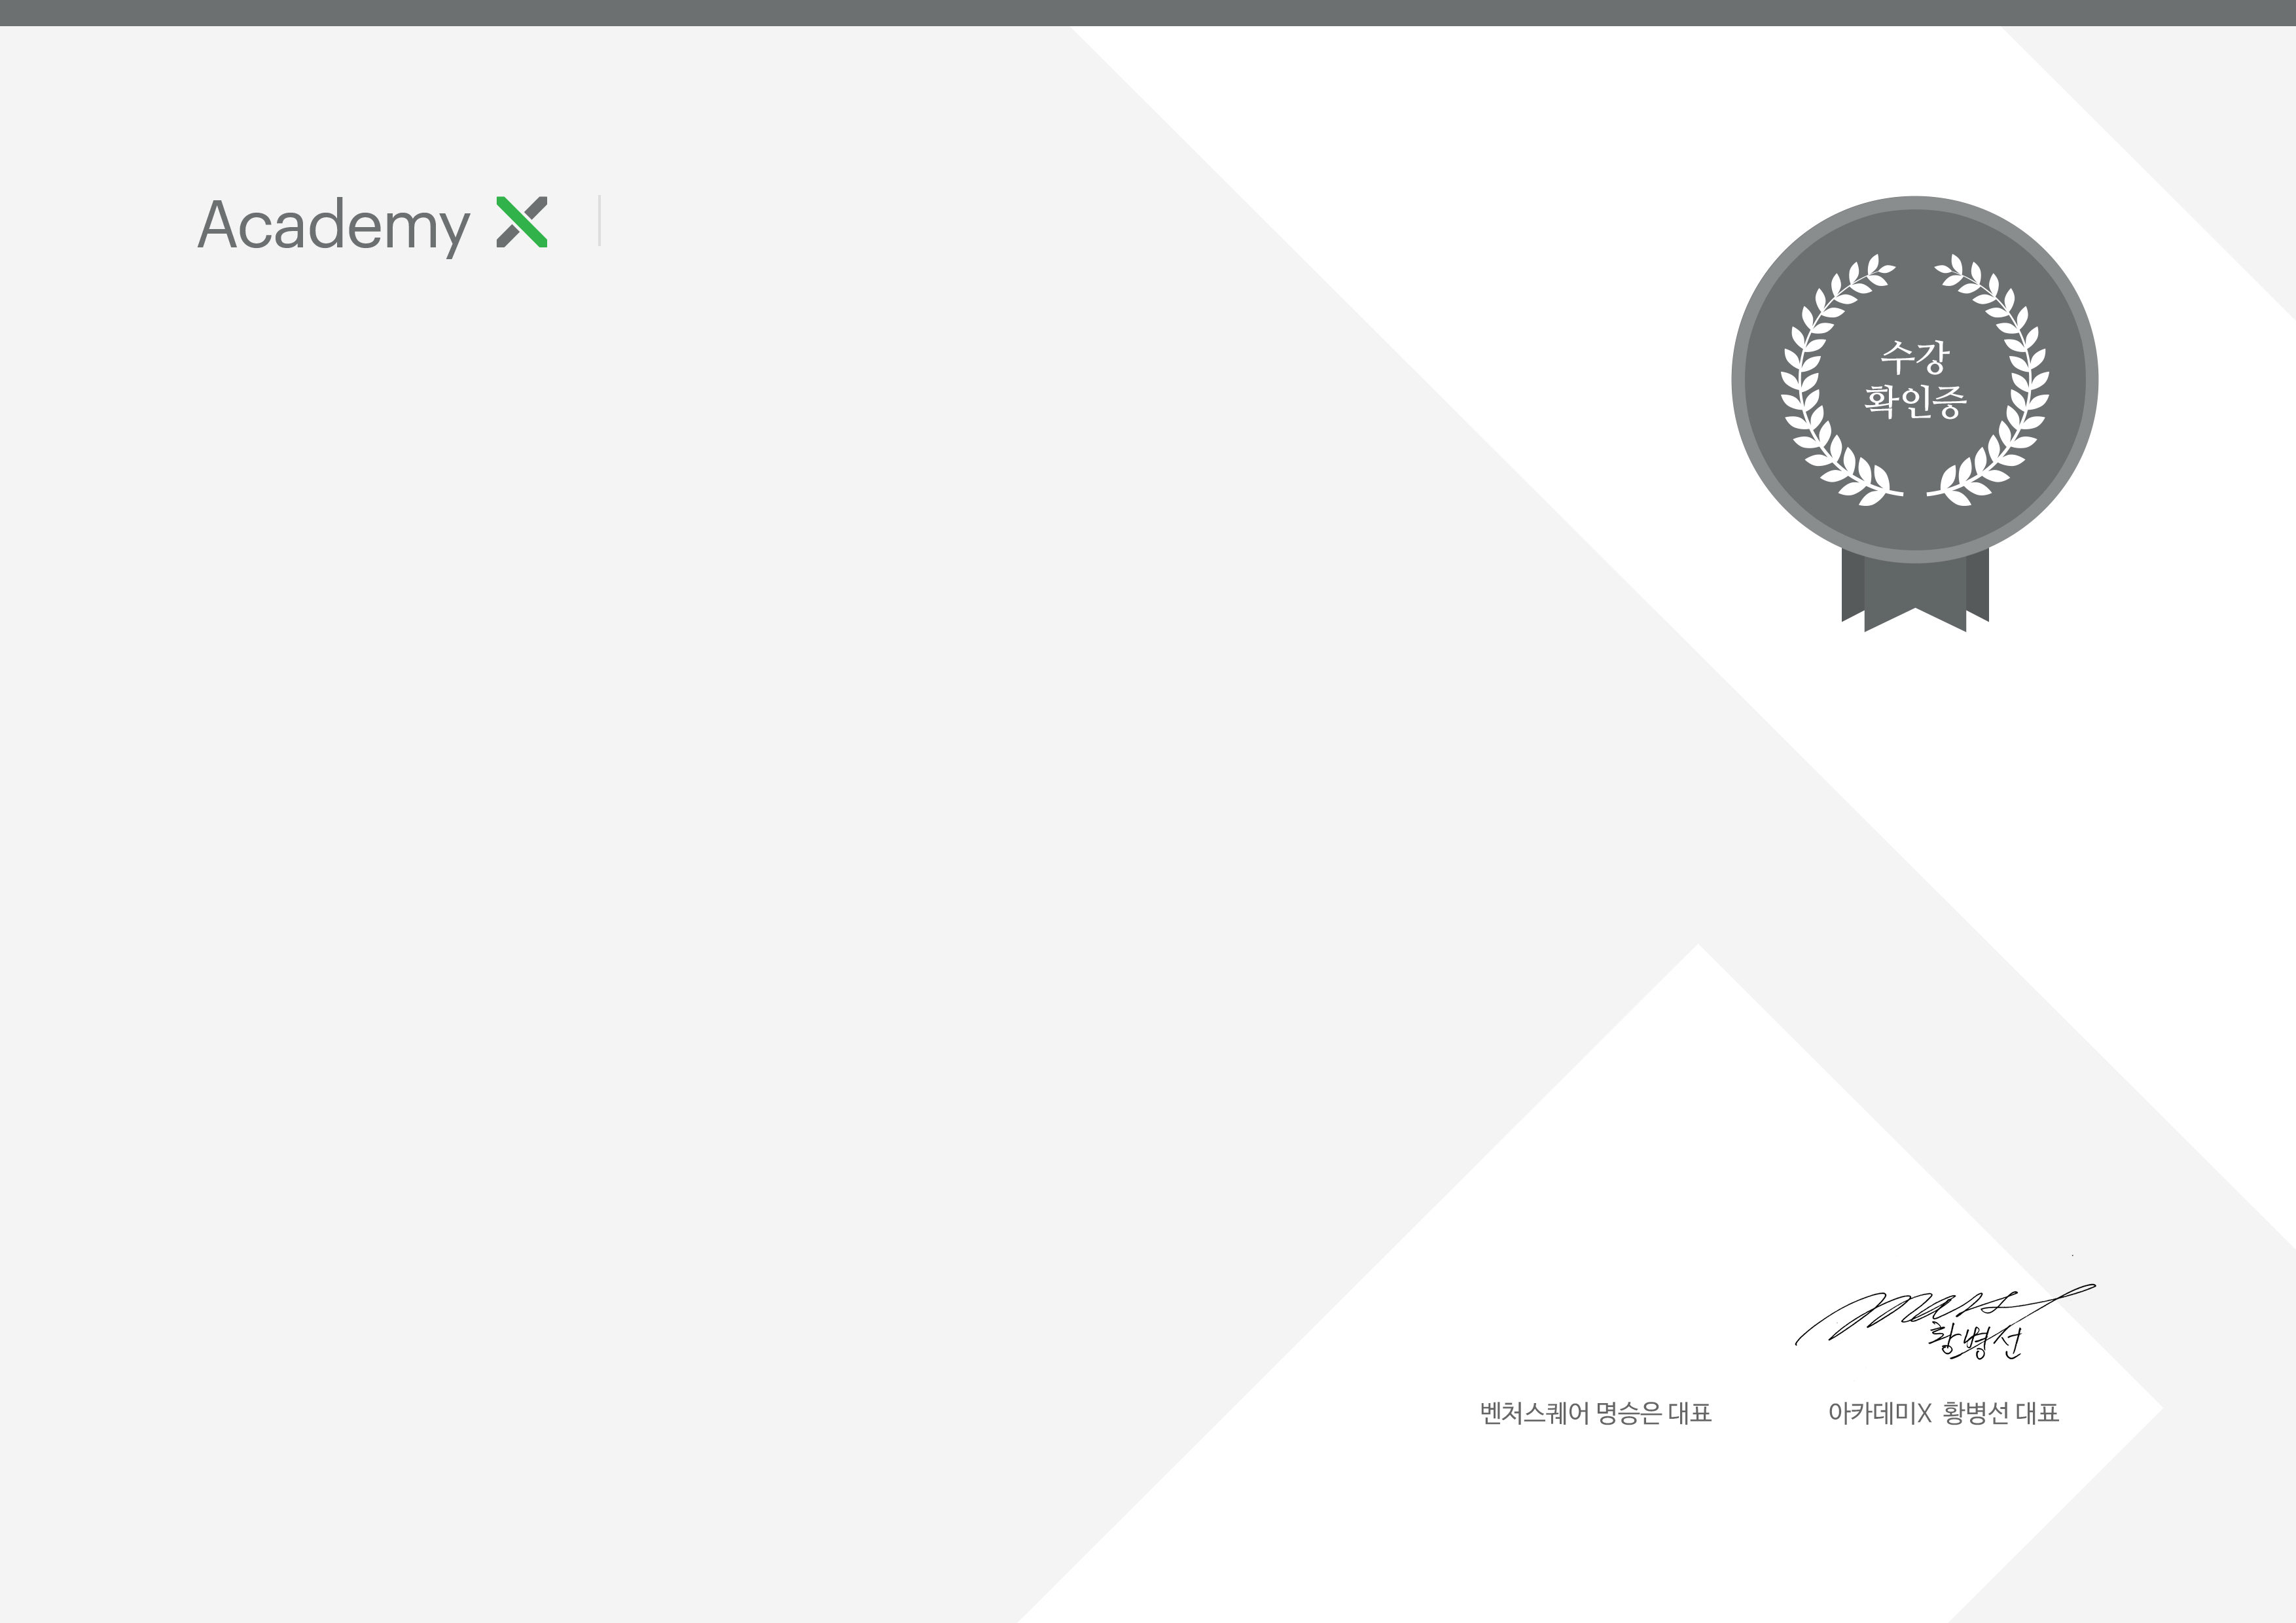 Academy X
수강
확인증
황병선
벤처스퀘어 명승은 대표
아카데미X 황병선 대표